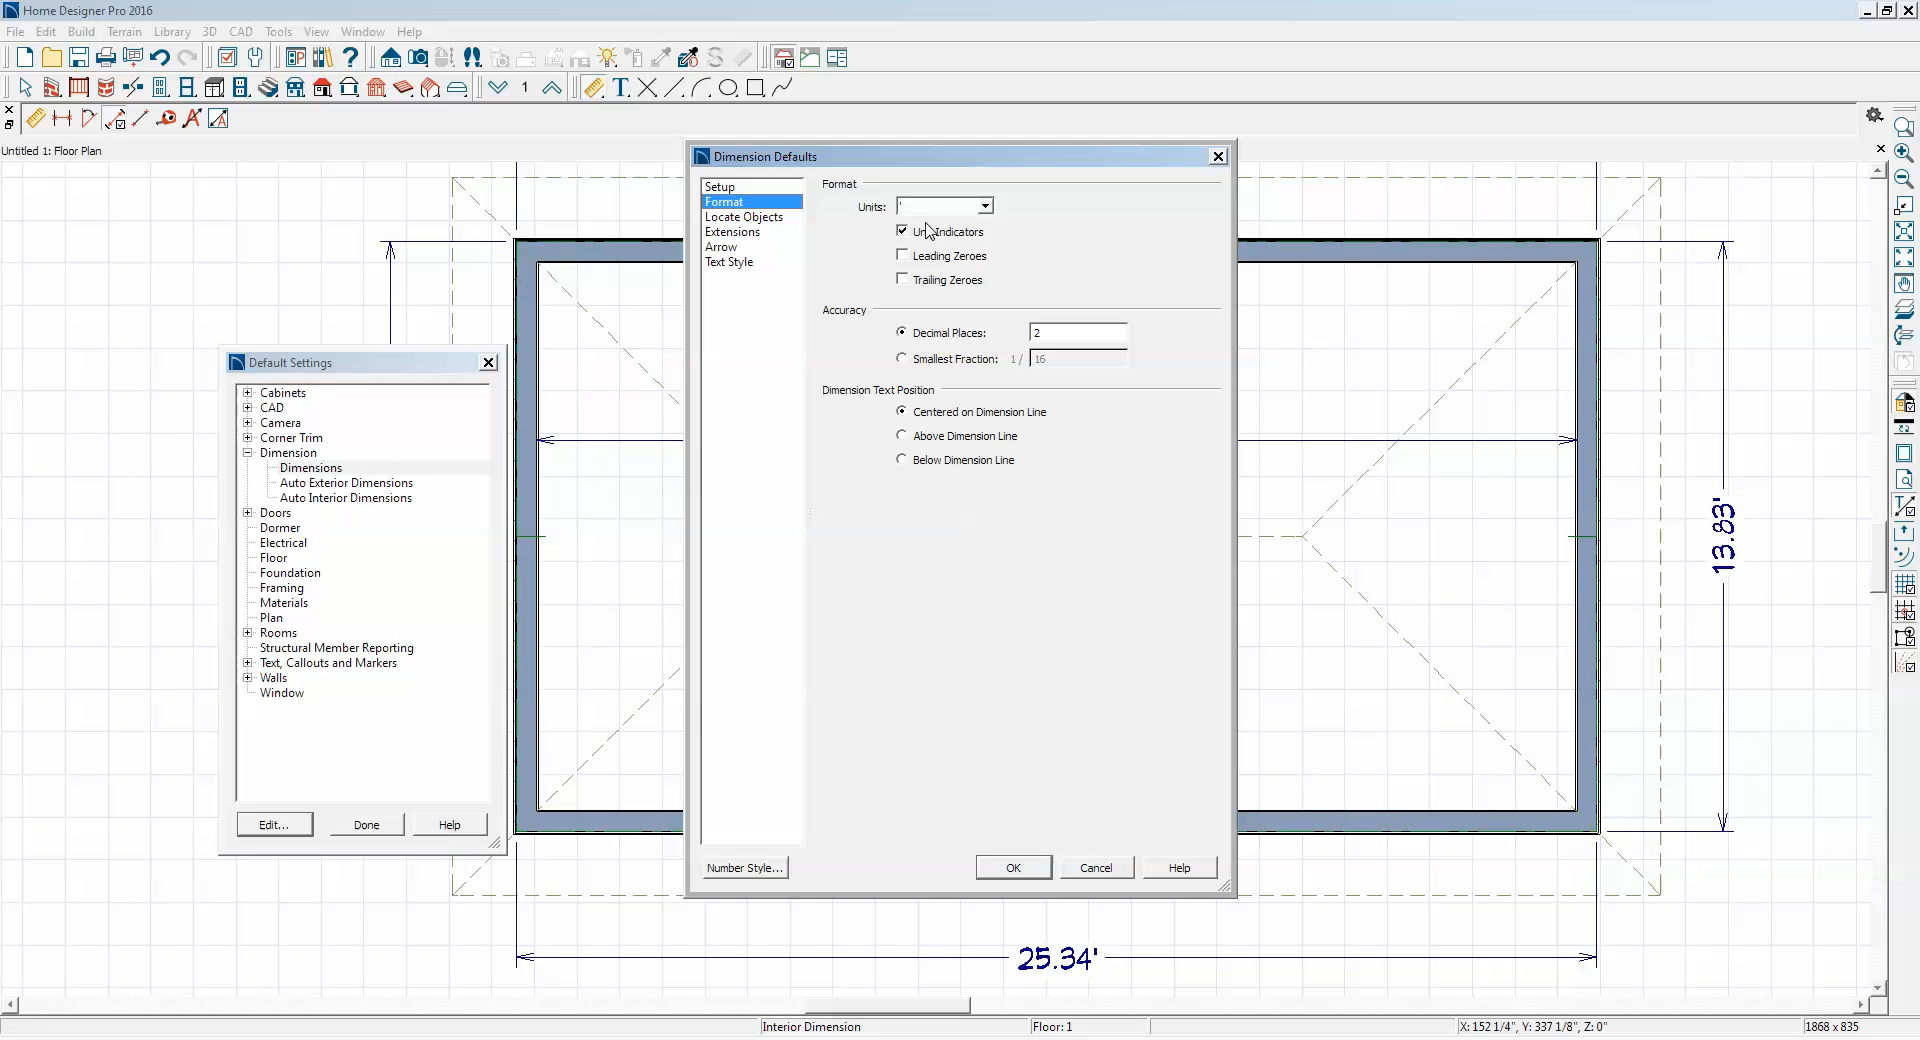 Home Designer Pro 2016
File Edit Build Terrain Library 3D CAD Tools View Window Help
1
Untitled 1: Floor Plan
Dimension Defaults
Setup
Format
Locate Objects
Extensions
Arrow
Text Style
Format
Units: '
Indicators
Leading Zeroes
Trailing Zeroes
Accuracy
Decimal Places: 2
Smallest Fraction: 1 / 16
Dimension Text Position
Centered on Dimension Line
Above Dimension Line
Below Dimension Line
Number Style...
OK
Cancel
Help
Default Settings
Cabinets
CAD
Camera
Corner Trim
Dimension
Dimensions
Auto Exterior Dimensions
Auto Interior Dimensions
Doors
Dormer
Electrical
Floor
Foundation
Framing
Materials
Plan
Rooms
Structural Member Reporting
Text, Callouts and Markers
Walls
Window
Edit...
Done
Help
13.83'
25.34'
Interior Dimension
Floor: 1
X: 152 1/4", Y: 337 1/8", Z: 0"
1868 x 835